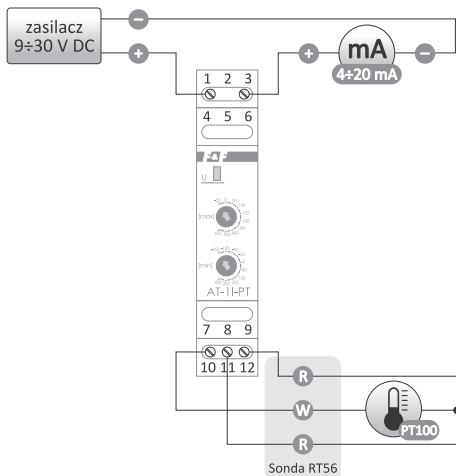 zasilacz
9÷30 V DC
−
+
+
mA
4÷20 mA
−
1 2 3
4 5 6
F&F
U
[max]
[min]
AT-1I-PT
7 8 9
10 11 12
R
W
PT100
R
Sonda RT56